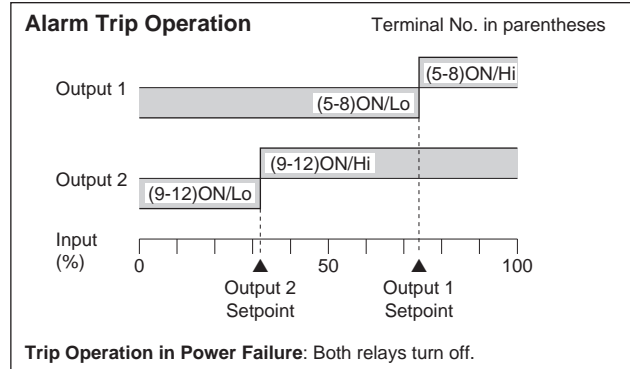 Alarm Trip Operation Terminal No. in parentheses
(5-8)ON/Hi
Output 1
(5-8)ON/Lo
(9-12)ON/Hi
Output 2
(9-12)ON/Lo
Input
(%)
0 50 100
Output 2 Output 1
Setpoint Setpoint
Trip Operation in Power Failure: Both relays turn off.